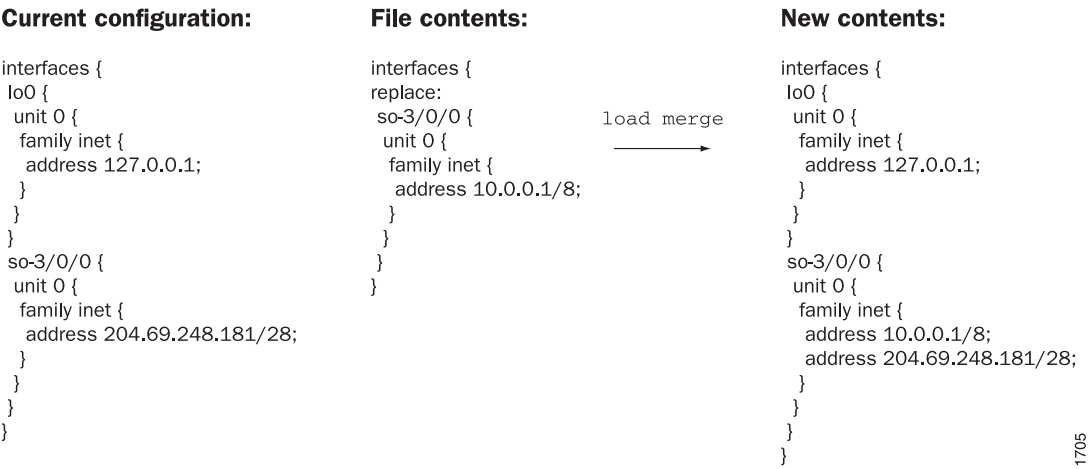 Current configuration:
interfaces {
lo0 {
unit 0 {
family inet {
address 127.0.0.1;
}
}
}
so-3/0/0 {
unit 0 {
family inet {
address 204.69.248.181/28;
}
}
}
}
File contents:
interfaces {
replace:
so-3/0/0 {
unit 0 {
family inet {
address 10.0.0.1/8;
}
}
}
}
load merge
New contents:
interfaces {
lo0 {
unit 0 {
family inet {
address 127.0.0.1;
}
}
}
so-3/0/0 {
unit 0 {
family inet {
address 10.0.0.1/8;
address 204.69.248.181/28;
}
}
}
}
1705